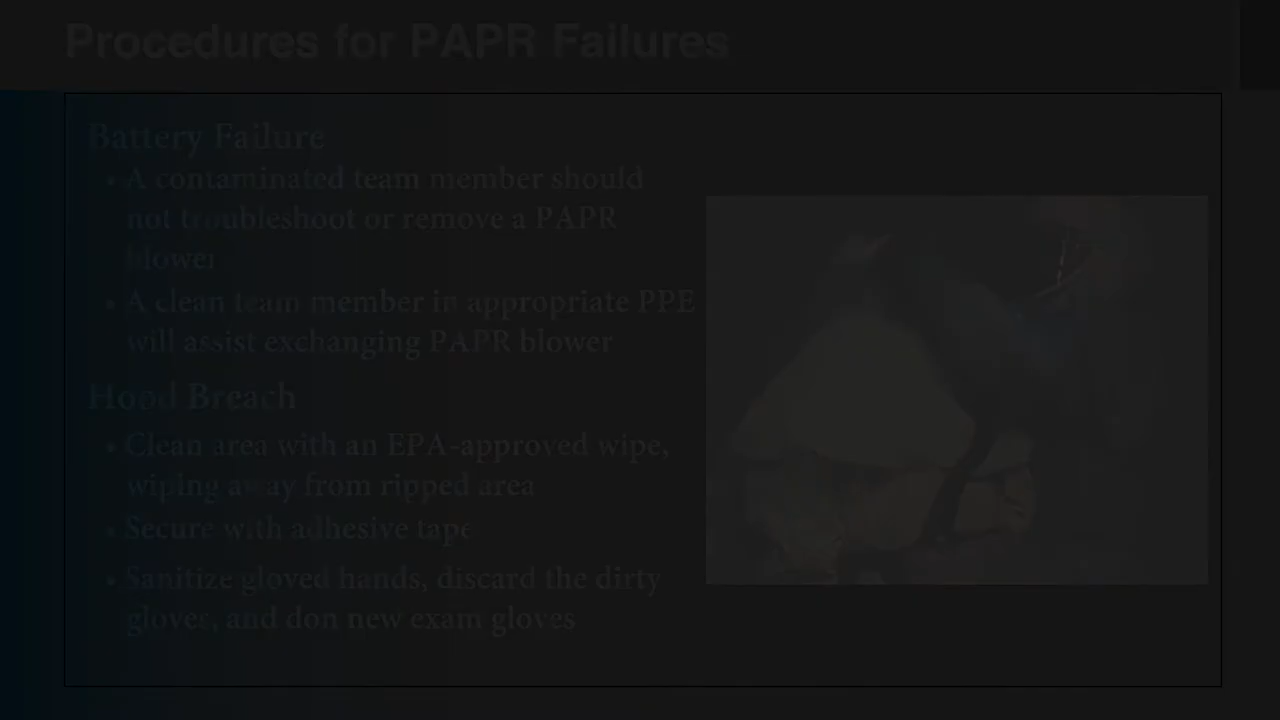 Procedures for PAPR Failures
Battery Failure
• A contaminated team member should
not troubleshoot or remove a PAPR
blower
• A clean team member in appropriate PPE
will assist exchanging PAPR blower
Hood Breach
• Clean area with an EPA-approved wipe,
wiping away from ripped area
• Secure with adhesive tape
• Sanitize gloved hands, discard the dirty
gloves, and don new exam gloves